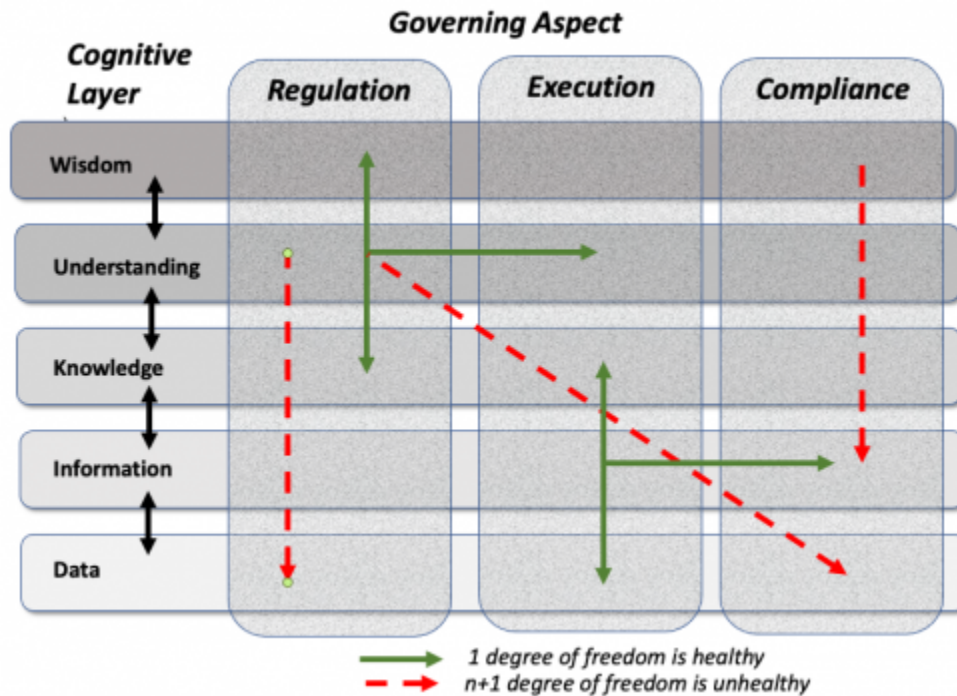 Governing Aspect
Cognitive
Layer
Regulation
Execution
Compliance
Wisdom
Understanding
Knowledge
Information
Data
1 degree of freedom is healthy
n+1 degree of freedom is unhealthy